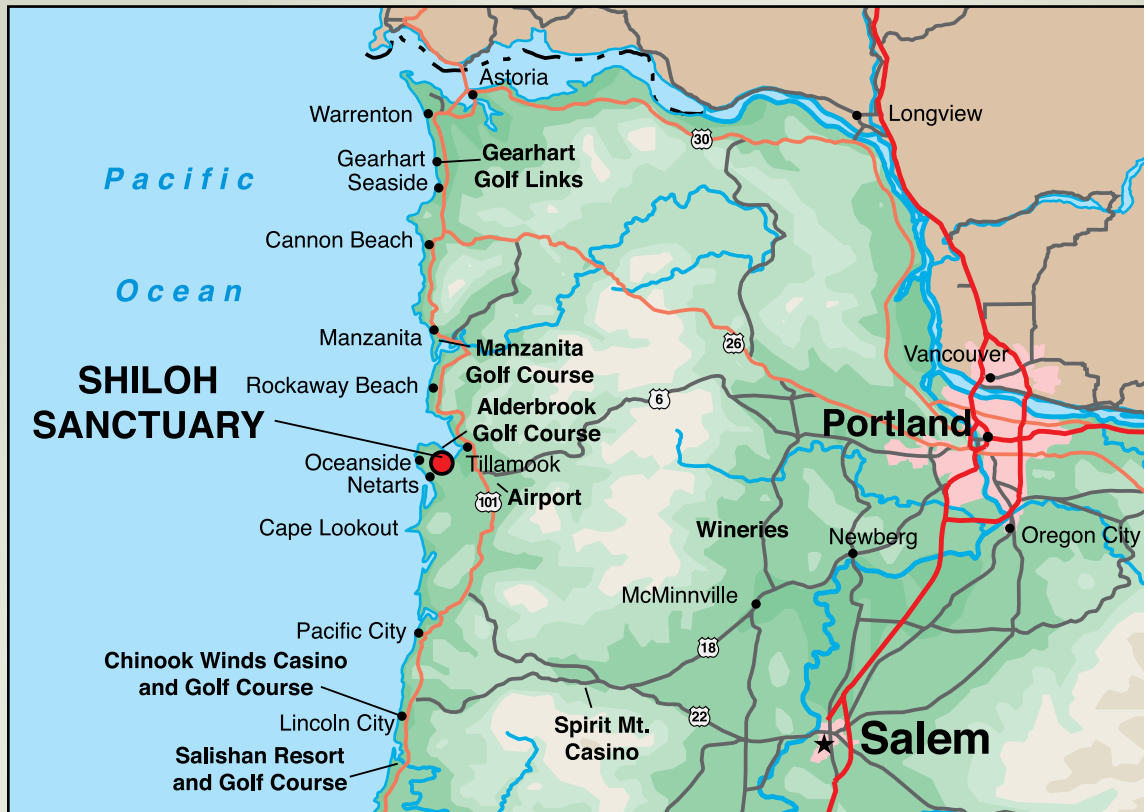 Astoria
Warrenton
Longview
30
Gearhart
Seaside
Gearhart
Golf Links
Pacific
Ocean
Cannon Beach
Manzanita
Manzanita
Golf Course
26
Vancouver
SHILOH
SANCTUARY
Rockaway Beach
6
Alderbrook
Golf Course
Portland
Oceanside
Netarts
Tillamook
101
Airport
Cape Lookout
Wineries
Newberg
Oregon City
McMinnville
Pacific City
18
Chinook Winds Casino
and Golf Course
Lincoln City
22
Spirit Mt.
Casino
Salem
Salishan Resort
and Golf Course